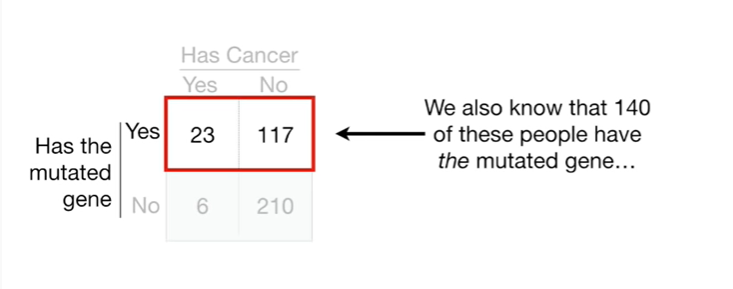 Has Cancer
Yes No
Has the
mutated
gene
Yes 23 117
No 6 210
We also know that 140
of these people have
the mutated gene…